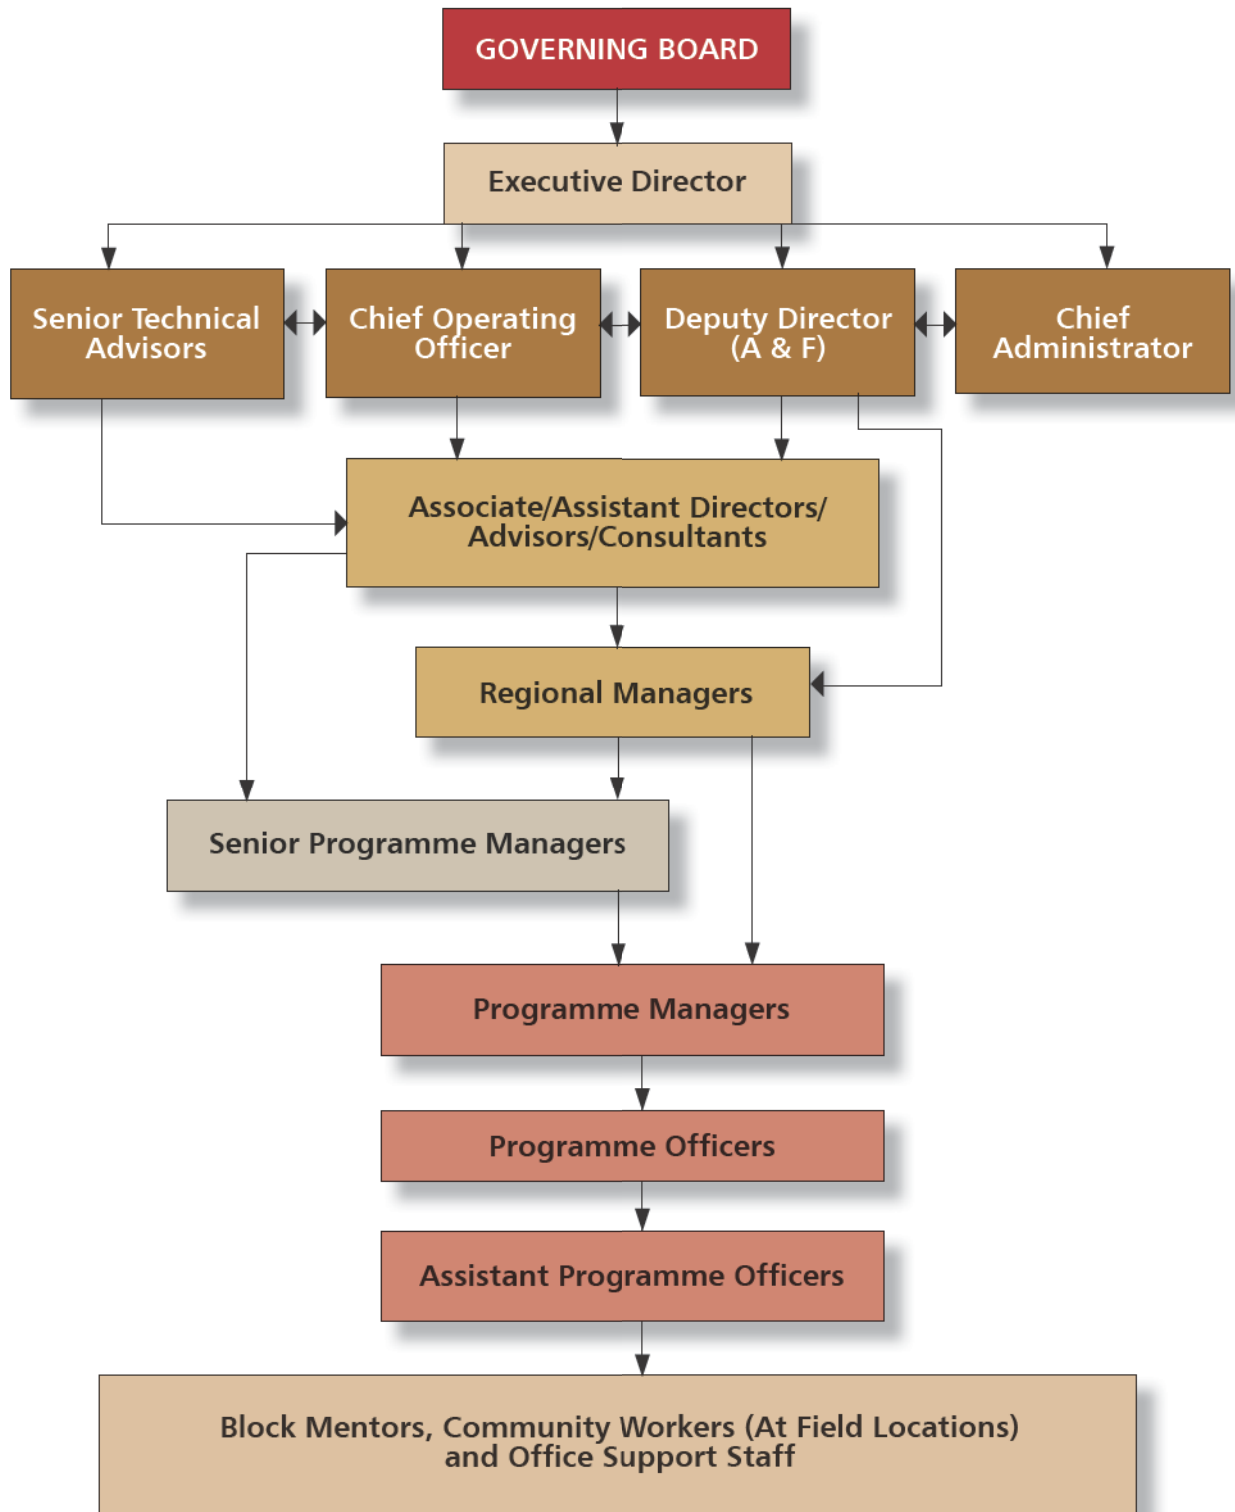 GOVERNING BOARD
Executive Director
Senior Technical
Advisors
Chief Operating
Officer
Deputy Director
(A & F)
Chief
Administrator
Associate/Assistant Directors/
Advisors/Consultants
Regional Managers
Senior Programme Managers
Programme Managers
Programme Officers
Assistant Programme Officers
Block Mentors, Community Workers (At Field Locations)
and Office Support Staff